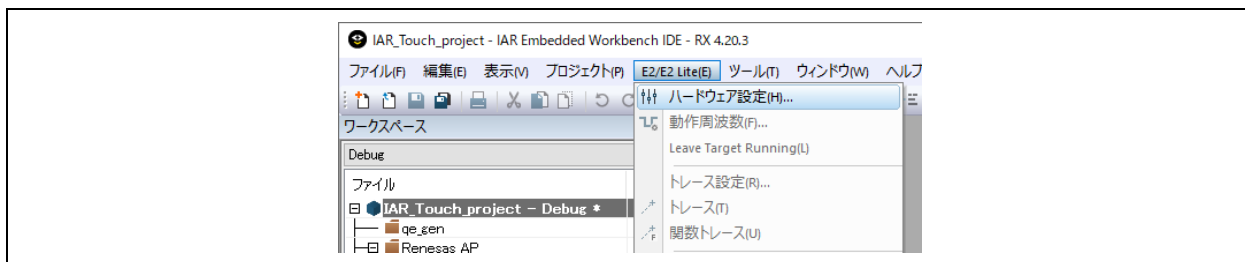 IAR_Touch_project - IAR Embedded Workbench IDE - RX 4.20.3
ファイル(F) 編集(E) 表示(V) プロジェクト(P) E2/E2 Lite(E) ツール(T) ウィンドウ(W) ヘルプ
ハードウェア設定(H)...
ワークスペース
動作周波数(F)...
Debug
Leave Target Running(L)
ファイル
トレース設定(R)...
IAR_Touch_project - Debug *
トレース(T)
qe_gen
関数トレース(U)
Renesas AP